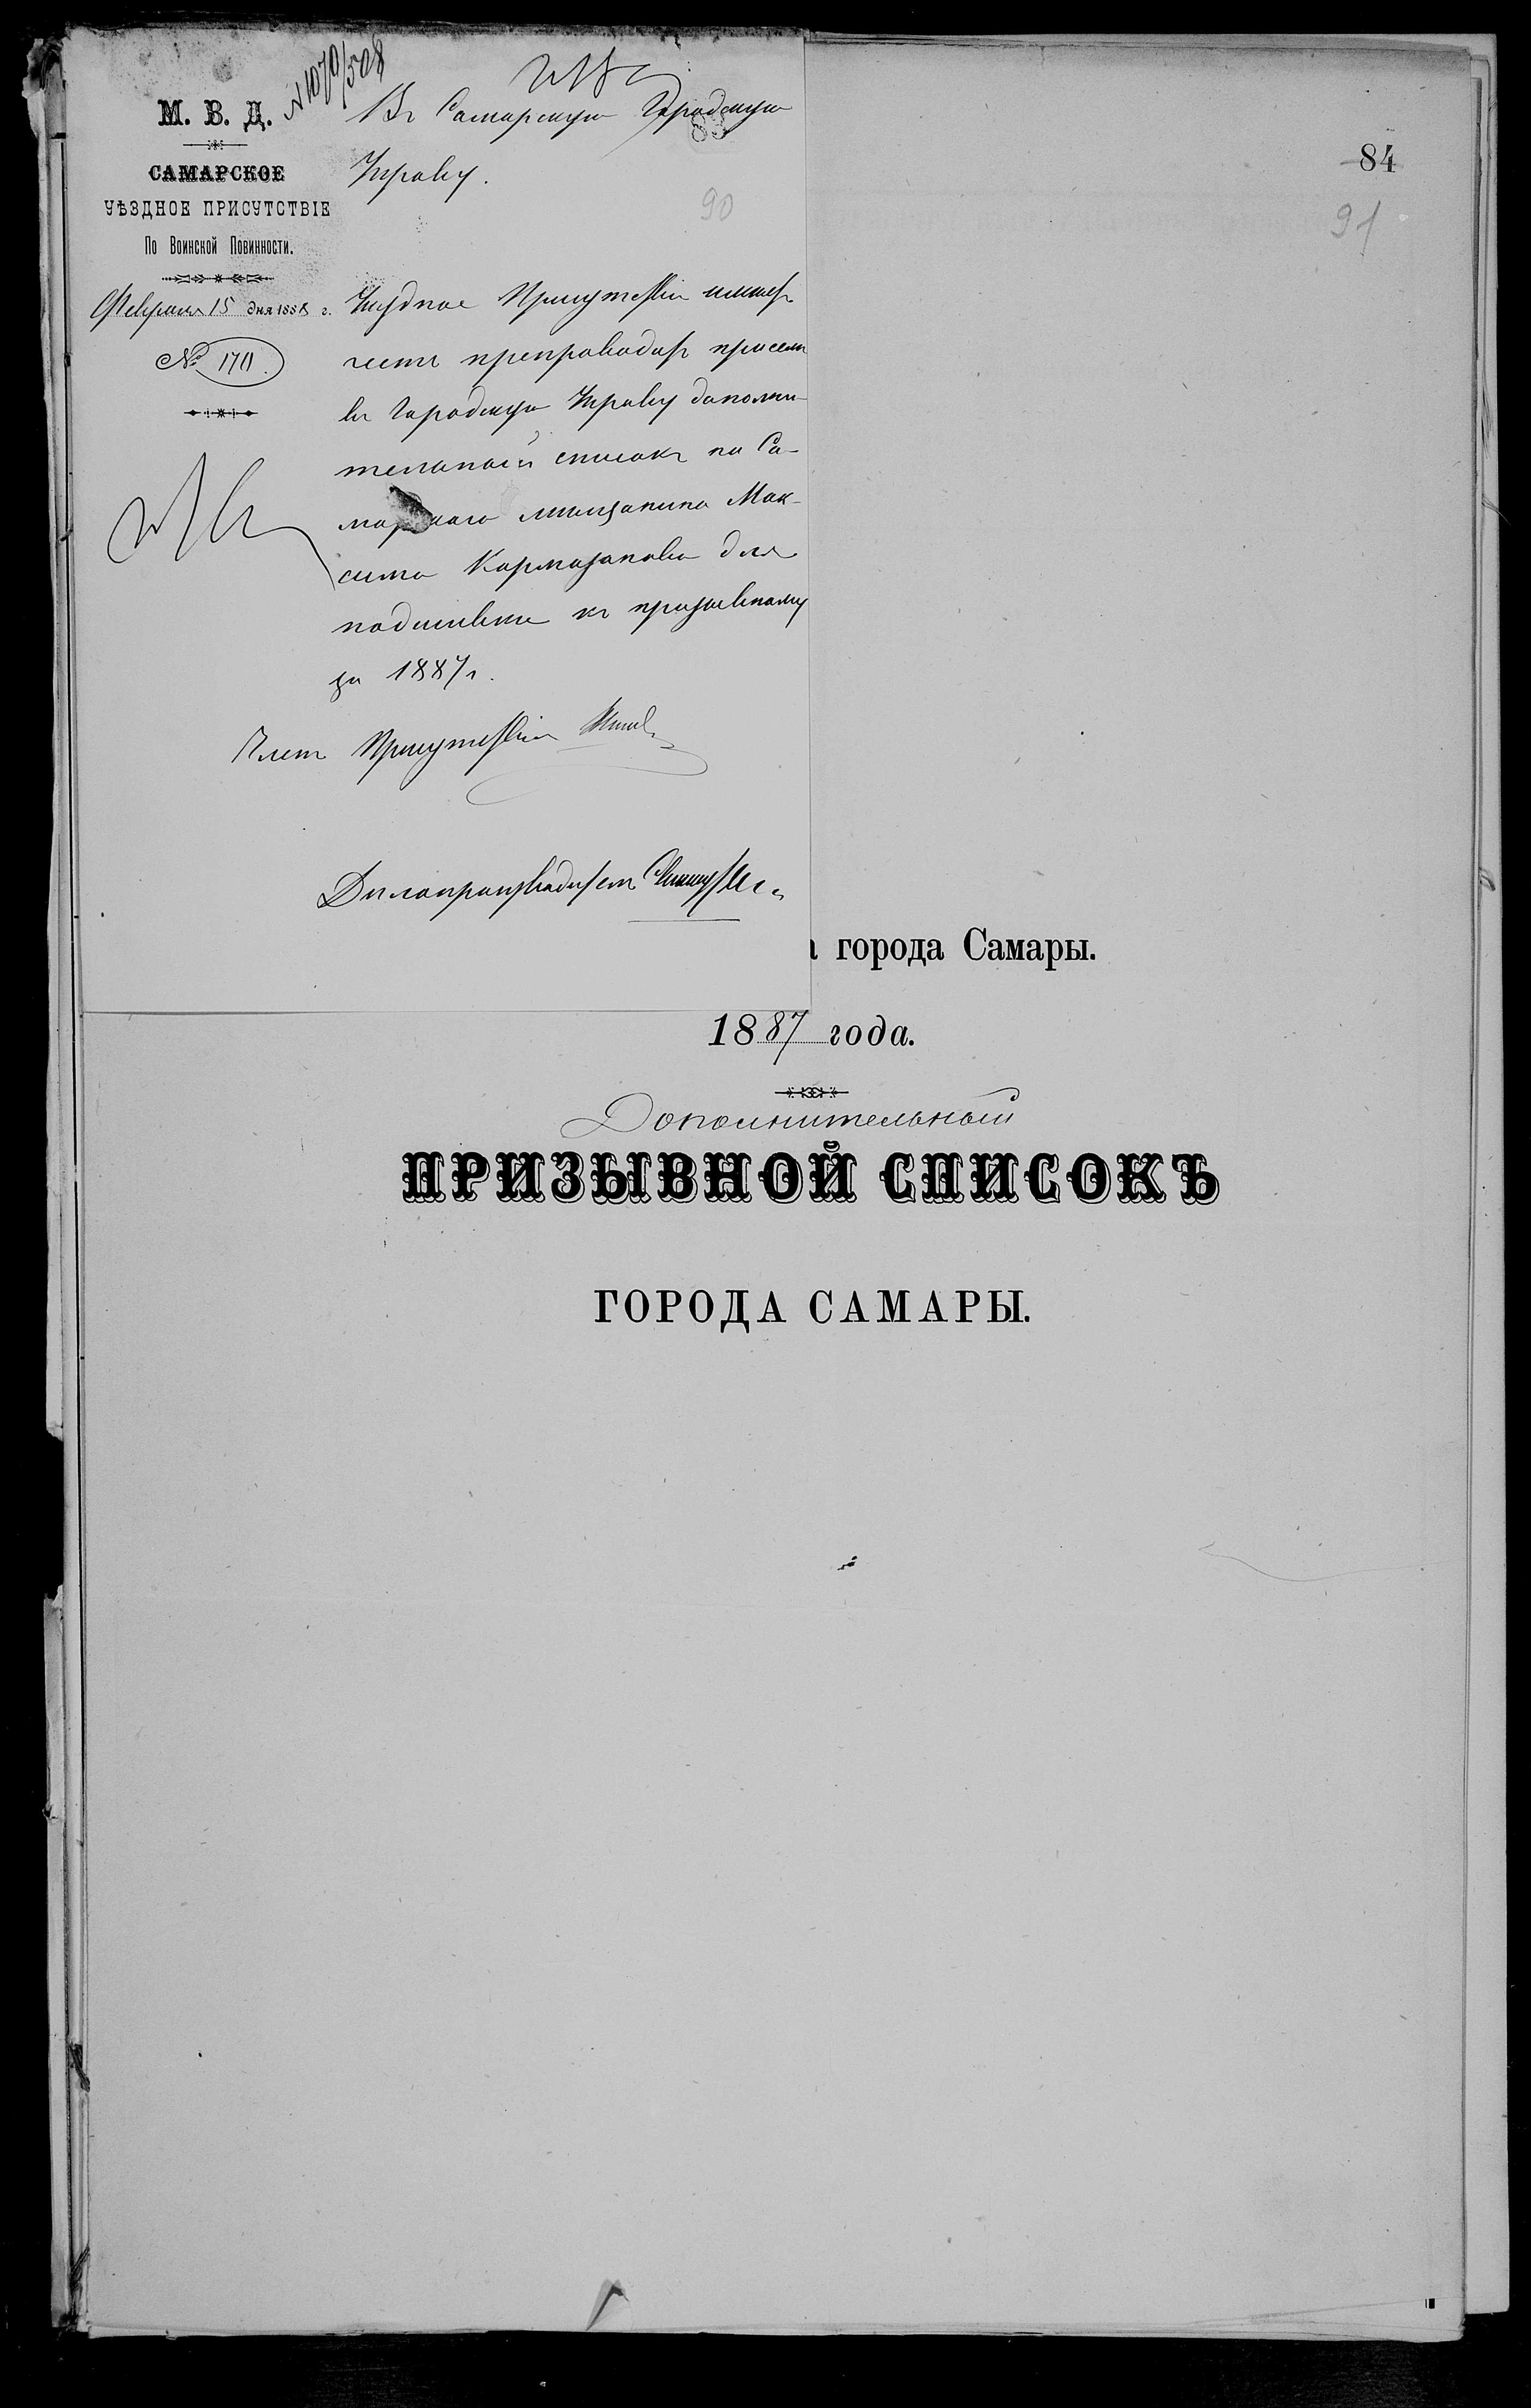 N 1070/508
М. В. Д.
САМАРСКОЕ
УѢЗДНОЕ ПРИСУТСТВІЕ
По Воинской Повинности.
Февраля 15 дня 1888 г.
№ 170
Въ Самарскую Городскую
83
Управу.
90
Уѣздное Присутствіе имѣетъ
честь препроводить при семъ
въ Городскую Управу дополни-
тельный списокъ на Са-
марскаго мѣщанина Мак-
сима Кармазанова для
подшивки къ призывному
за 1887 г.
Членъ Присутствія
Дѣлопроизводитель
84
91
города Самары.
1887 года.
Дополнительный
ПРИЗЫВНОЙ СПИСОКЪ
ГОРОДА САМАРЫ.